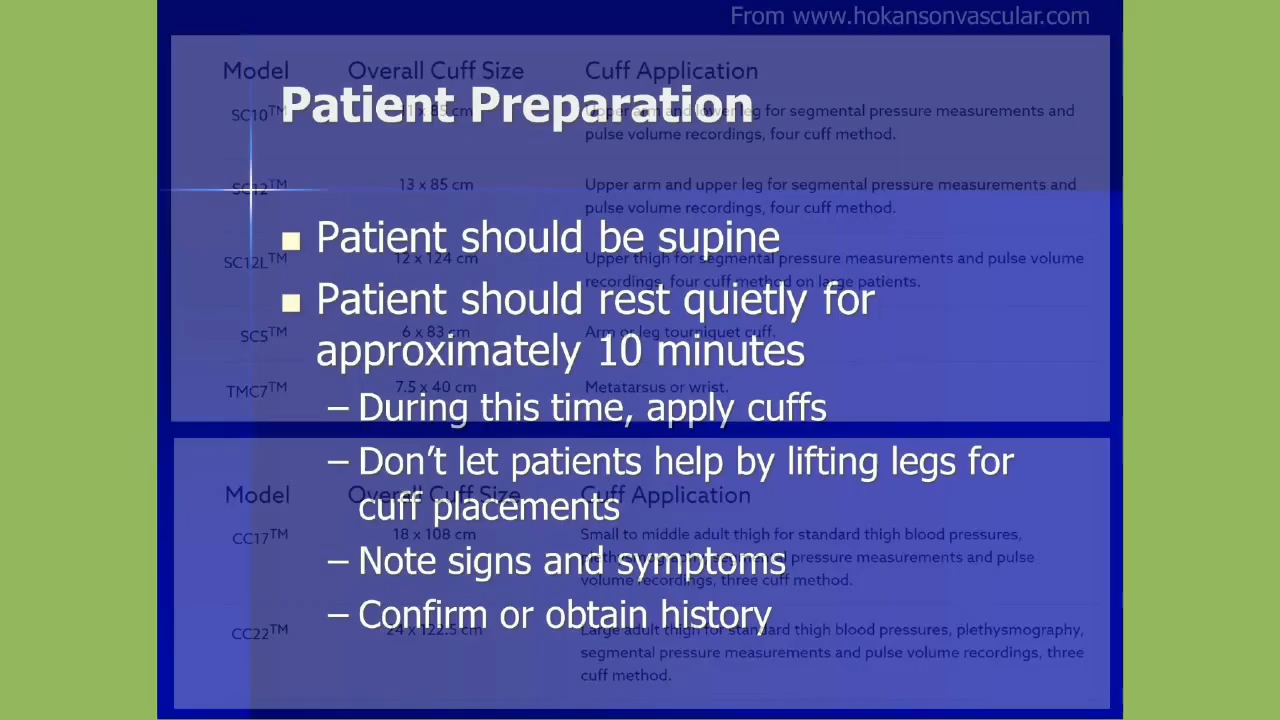 From www.hokansonvascular.com
Model Overall Cuff Size Cuff Application
Patient Preparation
SC10™ 11 x 85 cm Upper arm and lower leg for segmental pressure measurements and
pulse volume recordings, four cuff method.
SC12™ 13 x 85 cm Upper arm and upper leg for segmental pressure measurements and
pulse volume recordings, four cuff method.
Patient should be supine
SC12L™ 12 x 124 cm Upper thigh for segmental pressure measurements and pulse volume
recordings, four cuff method on large patients.
Patient should rest quietly for
SC5™ 6 x 83 cm Arm or leg tourniquet cuff.
approximately 10 minutes
TMC7™ 7.5 x 40 cm Metatarsus or wrist.
– During this time, apply cuffs
– Don't let patients help by lifting legs for
Model Overall Cuff Size Cuff Application
cuff placements
CC17™ 18 x 108 cm Small to middle adult thigh for standard thigh blood pressures,
plethysmography, segmental pressure measurements and pulse
– Note signs and symptoms
volume recordings, three cuff method.
– Confirm or obtain history
CC22™ 24 x 122.5 cm Large adult thigh for standard thigh blood pressures, plethysmography,
segmental pressure measurements and pulse volume recordings, three
cuff method.